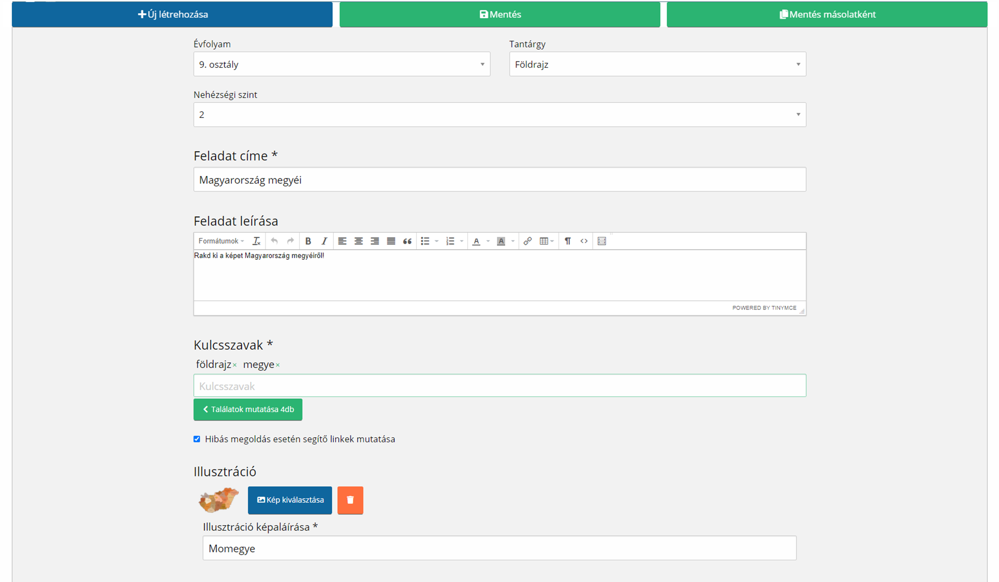 Új létrehozása
Mentés
Mentés másolatként
Évfolyam
Tantárgy
9. osztály
Földrajz
Nehézségi szint
2
Feladat címe *
Magyarország megyéi
Feladat leírása
Formátumok
Rakd ki a képet Magyarország megyéiről!
POWERED BY TINYMCE
Kulcsszavak *
földrajz× megye×
Kulcsszavak
Találatok mutatása 4db
Hibás megoldás esetén segítő linkek mutatása
Illusztráció
Kép kiválasztása
Illusztráció képaláírása *
Momegye